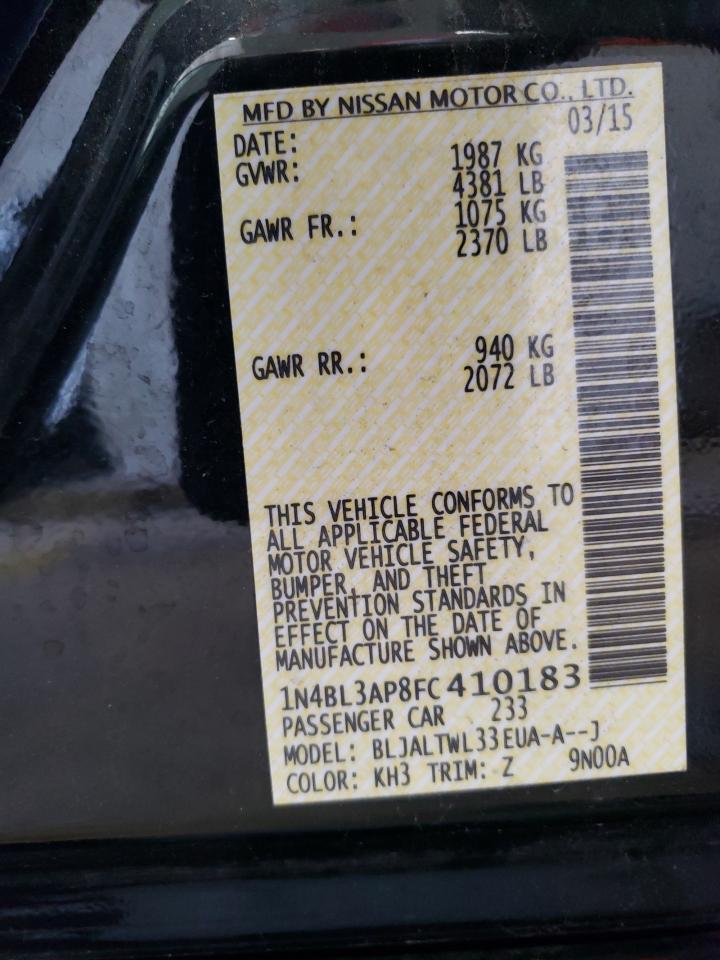 MFD BY NISSAN MOTOR CO., LTD.
DATE: 03/15
GVWR: 1987 KG
4381 LB
GAWR FR.: 1075 KG
2370 LB
GAWR RR.: 940 KG
2072 LB
THIS VEHICLE CONFORMS TO
ALL APPLICABLE FEDERAL
MOTOR VEHICLE SAFETY,
BUMPER, AND THEFT
PREVENTION STANDARDS IN
EFFECT ON THE DATE OF
MANUFACTURE SHOWN ABOVE.
1N4BL3AP8FC410183
PASSENGER CAR 233
MODEL: BLJALTWL33EUA-A--J
COLOR: KH3 TRIM: Z 9N00A